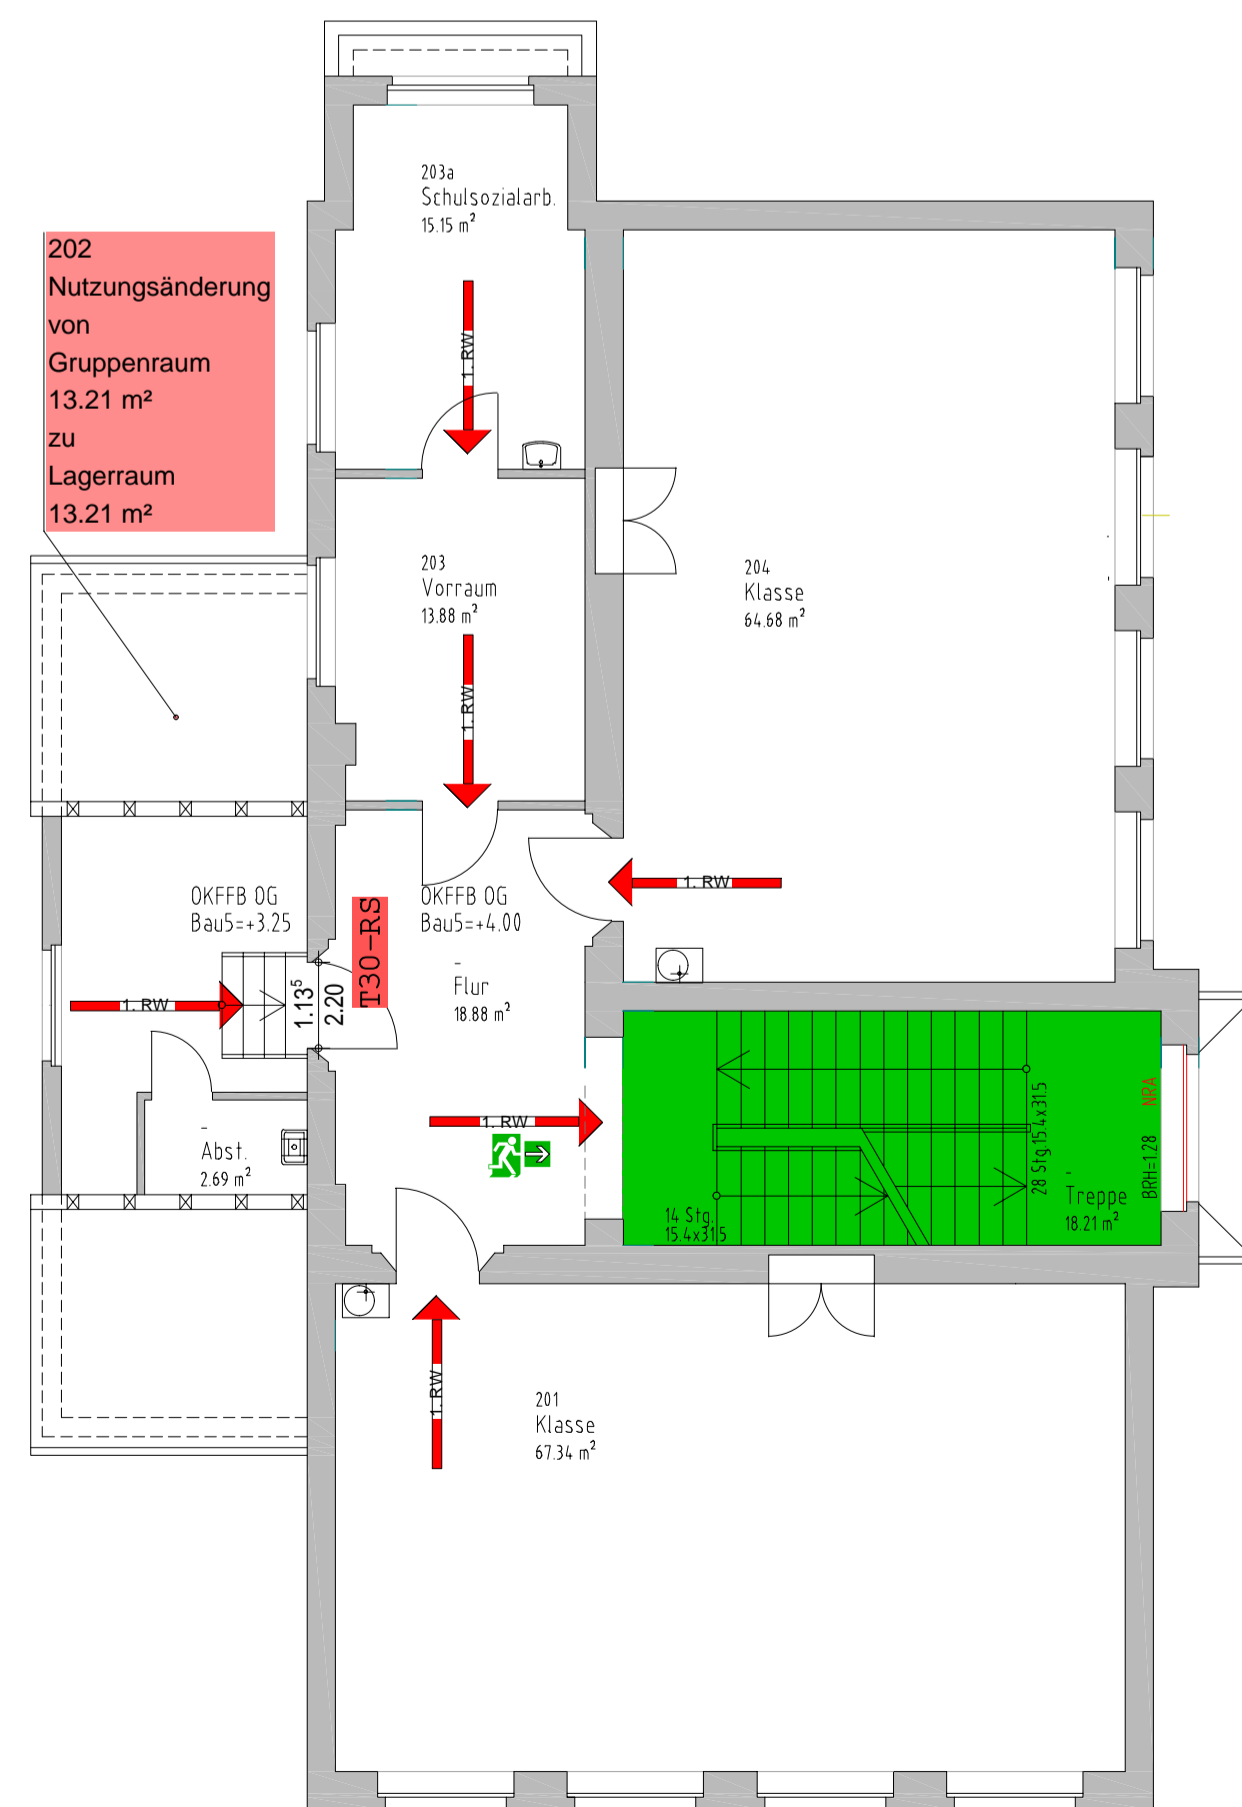 203a
Schulsozialarb.
15.15 m²
202
Nutzungsänderung
von
Gruppenraum
13.21 m²
zu
Lagerraum
13.21 m²
1. RW
203
Vorraum
13.88 m²
204
Klasse
64.68 m²
1. RW
1. RW
OKFFB OG
Bau5=+3.25
OKFFB OG
Bau5=+4.00
T30-RS
-
Flur
18.88 m²
1. RW
1.13⁵
2.20
1. RW
-
Abst.
2.69 m²
14 Stg.
15.4x31.5
28 Stg.15.4x31.5
-
Treppe
18.21 m²
BRH=1.28
NRA
1. RW
201
Klasse
67.34 m²